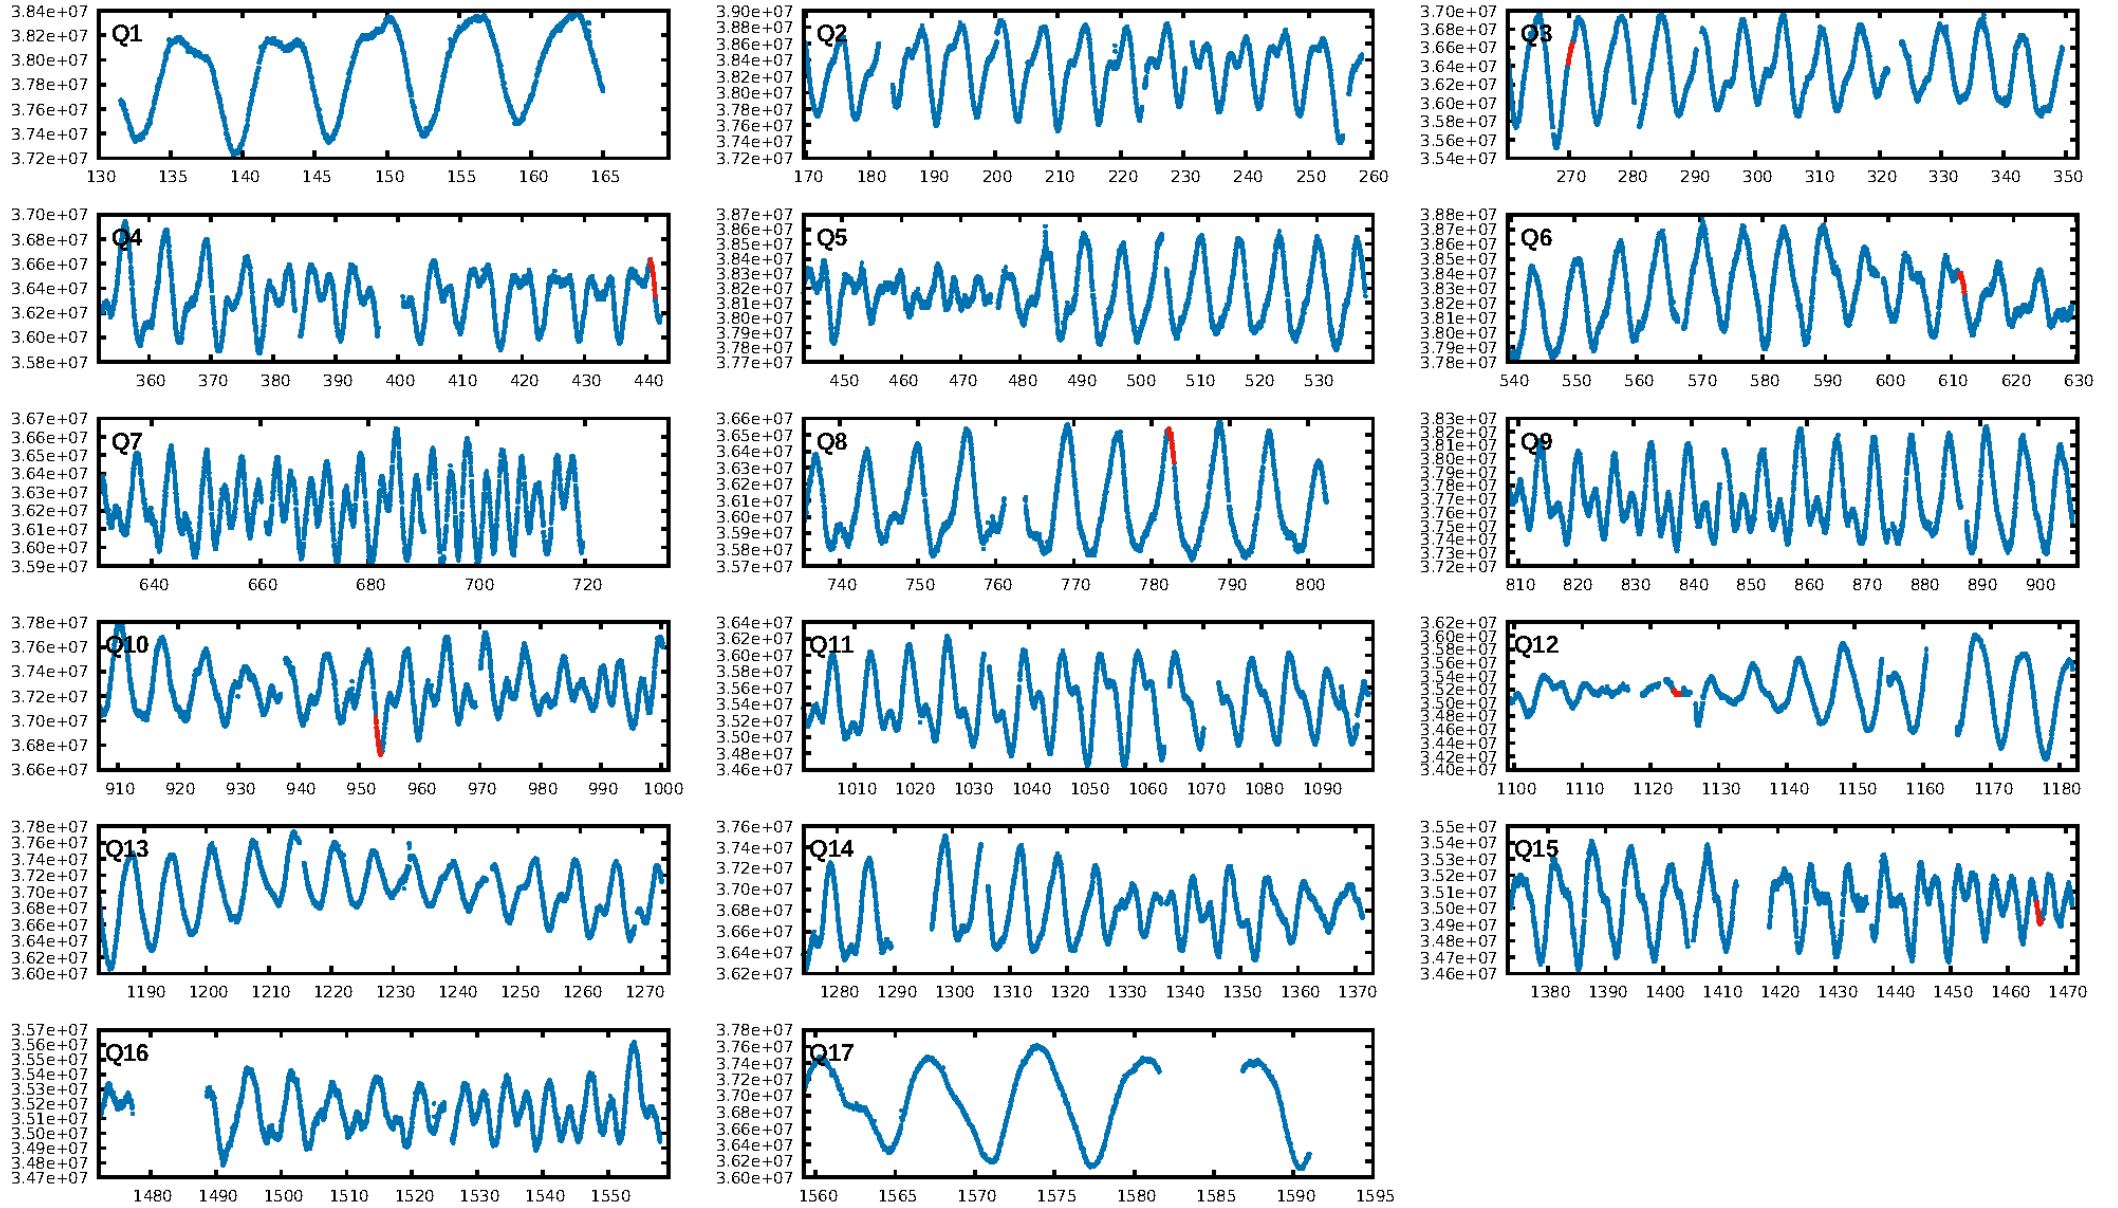 3.84e+07
3.82e+07
3.80e+07
3.78e+07
3.76e+07
3.74e+07
3.72e+07
Q1
130 135 140 145 150 155 160 165
3.90e+07
3.88e+07
3.86e+07
3.84e+07
3.82e+07
3.80e+07
3.78e+07
3.76e+07
3.74e+07
3.72e+07
Q2
170 180 190 200 210 220 230 240 250 260
3.70e+07
3.68e+07
3.66e+07
3.64e+07
3.62e+07
3.60e+07
3.58e+07
3.56e+07
3.54e+07
Q3
270 280 290 300 310 320 330 340 350
3.70e+07
3.68e+07
3.66e+07
3.64e+07
3.62e+07
3.60e+07
3.58e+07
Q4
360 370 380 390 400 410 420 430 440
3.87e+07
3.86e+07
3.85e+07
3.84e+07
3.83e+07
3.82e+07
3.81e+07
3.80e+07
3.79e+07
3.78e+07
3.77e+07
Q5
450 460 470 480 490 500 510 520 530
3.88e+07
3.87e+07
3.86e+07
3.85e+07
3.84e+07
3.83e+07
3.82e+07
3.81e+07
3.80e+07
3.79e+07
3.78e+07
Q6
540 550 560 570 580 590 600 610 620 630
3.67e+07
3.66e+07
3.65e+07
3.64e+07
3.63e+07
3.62e+07
3.61e+07
3.60e+07
3.59e+07
Q7
640 660 680 700 720
3.66e+07
3.65e+07
3.64e+07
3.63e+07
3.62e+07
3.61e+07
3.60e+07
3.59e+07
3.58e+07
3.57e+07
Q8
740 750 760 770 780 790 800
3.83e+07
3.82e+07
3.81e+07
3.80e+07
3.79e+07
3.78e+07
3.77e+07
3.76e+07
3.75e+07
3.74e+07
3.73e+07
3.72e+07
Q9
810 820 830 840 850 860 870 880 890 900
3.78e+07
3.76e+07
3.74e+07
3.72e+07
3.70e+07
3.68e+07
3.66e+07
Q10
910 920 930 940 950 960 970 980 990 1000
3.64e+07
3.62e+07
3.60e+07
3.58e+07
3.56e+07
3.54e+07
3.52e+07
3.50e+07
3.48e+07
3.46e+07
Q11
1010 1020 1030 1040 1050 1060 1070 1080 1090
3.62e+07
3.60e+07
3.58e+07
3.56e+07
3.54e+07
3.52e+07
3.50e+07
3.48e+07
3.46e+07
3.44e+07
3.42e+07
3.40e+07
Q12
1100 1110 1120 1130 1140 1150 1160 1170 1180
3.78e+07
3.76e+07
3.74e+07
3.72e+07
3.70e+07
3.68e+07
3.66e+07
3.64e+07
3.62e+07
3.60e+07
Q13
1190 1200 1210 1220 1230 1240 1250 1260 1270
3.76e+07
3.74e+07
3.72e+07
3.70e+07
3.68e+07
3.66e+07
3.64e+07
3.62e+07
Q14
1280 1290 1300 1310 1320 1330 1340 1350 1360 1370
3.55e+07
3.54e+07
3.53e+07
3.52e+07
3.51e+07
3.50e+07
3.49e+07
3.48e+07
3.47e+07
3.46e+07
Q15
1380 1390 1400 1410 1420 1430 1440 1450 1460 1470
3.57e+07
3.56e+07
3.55e+07
3.54e+07
3.53e+07
3.52e+07
3.51e+07
3.50e+07
3.49e+07
3.48e+07
3.47e+07
Q16
1480 1490 1500 1510 1520 1530 1540 1550
3.78e+07
3.76e+07
3.74e+07
3.72e+07
3.70e+07
3.68e+07
3.66e+07
3.64e+07
3.62e+07
3.60e+07
Q17
1560 1565 1570 1575 1580 1585 1590 1595